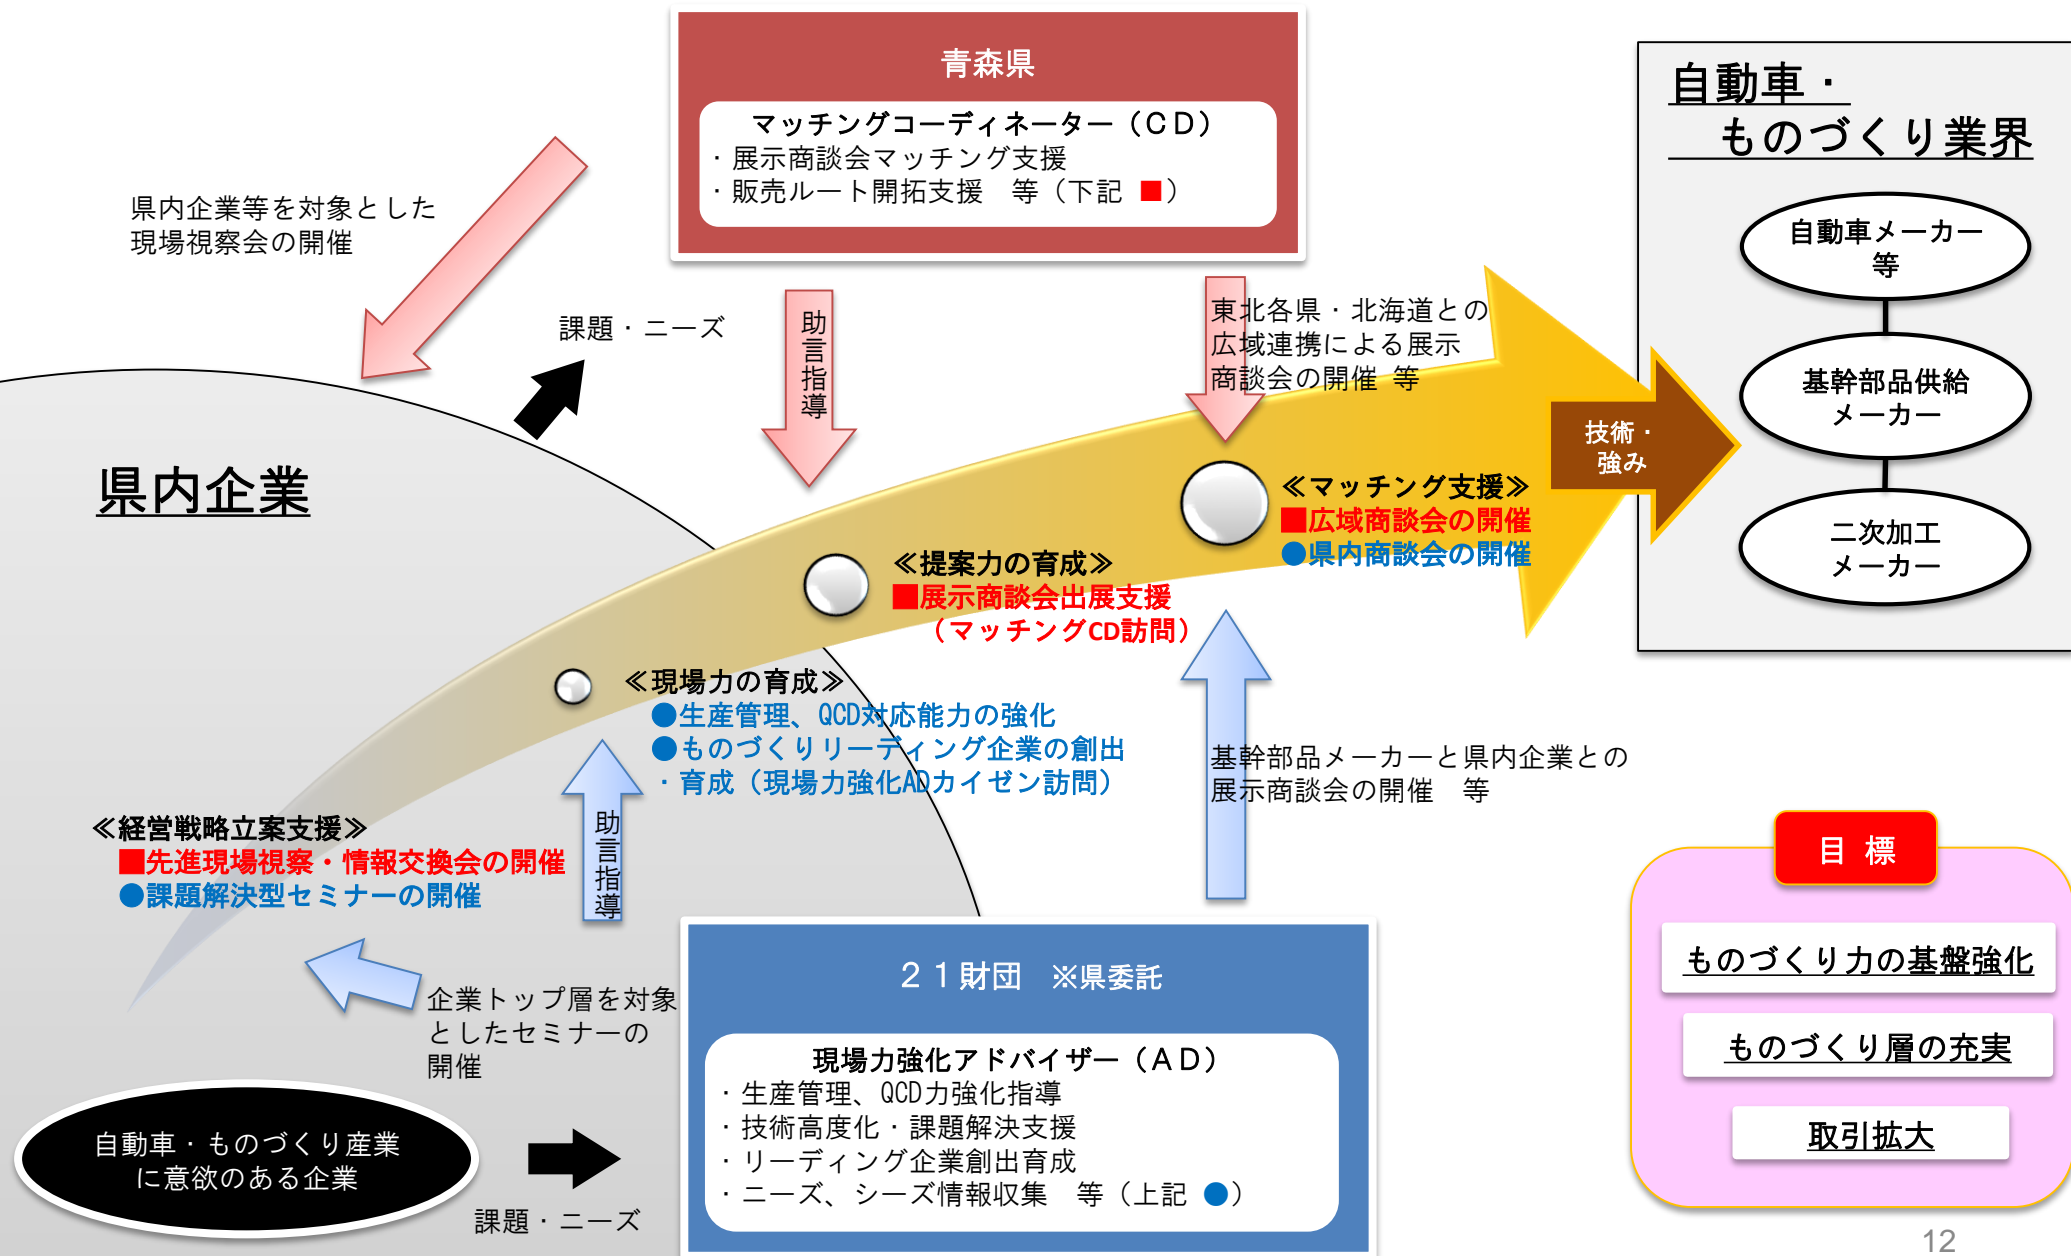 青森県
マッチングコーディネーター（ＣＤ）
・展示商談会マッチング支援
・販売ルート開拓支援　等（下記 ■）
自動車・
ものづくり業界
自動車メーカー
等
基幹部品供給
メーカー
二次加工
メーカー
県内企業等を対象とした
現場視察会の開催
課題・ニーズ
助言指導
東北各県・北海道との
広域連携による展示
商談会の開催 等
技術・
強み
県内企業
≪マッチング支援≫
■広域商談会の開催
●県内商談会の開催
≪提案力の育成≫
■展示商談会出展支援
（マッチングCD訪問）
≪現場力の育成≫
●生産管理、QCD対応能力の強化
●ものづくりリーディング企業の創出
・育成（現場力強化ADカイゼン訪問）
基幹部品メーカーと県内企業との
展示商談会の開催　等
≪経営戦略立案支援≫
■先進現場視察・情報交換会の開催
●課題解決型セミナーの開催
助言指導
企業トップ層を対象
としたセミナーの
開催
２１財団　※県委託
現場力強化アドバイザー（ＡＤ）
・生産管理、QCD力強化指導
・技術高度化・課題解決支援
・リーディング企業創出育成
・ニーズ、シーズ情報収集　等（上記 ●）
自動車・ものづくり産業
に意欲のある企業
課題・ニーズ
目 標
ものづくり力の基盤強化
ものづくり層の充実
取引拡大
12